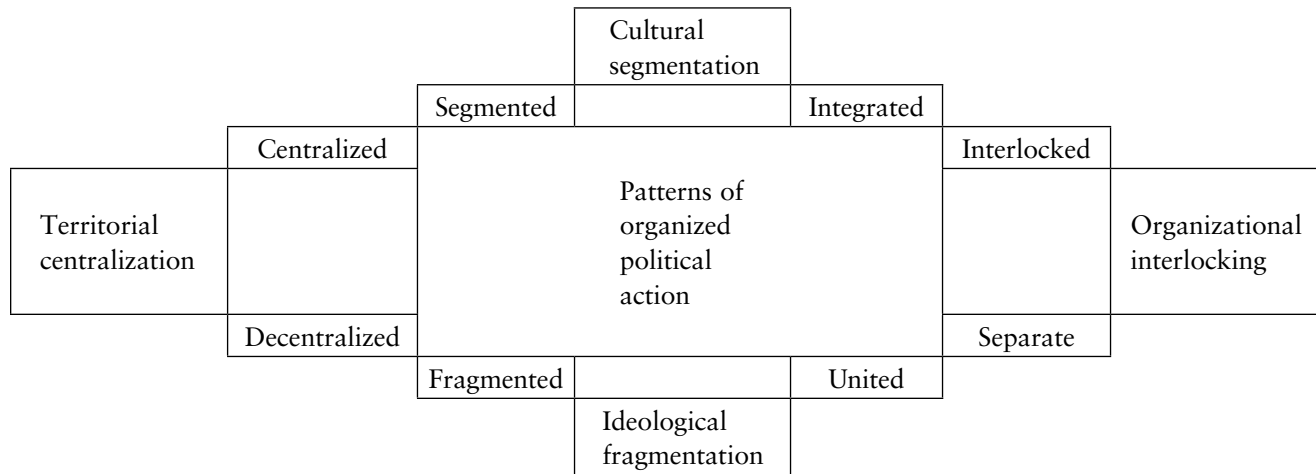 Cultural
segmentation
Segmented
Integrated
Centralized
Interlocked
Territorial
centralization
Patterns of
organized
political
action
Organizational
interlocking
Decentralized
Separate
Fragmented
United
Ideological
fragmentation